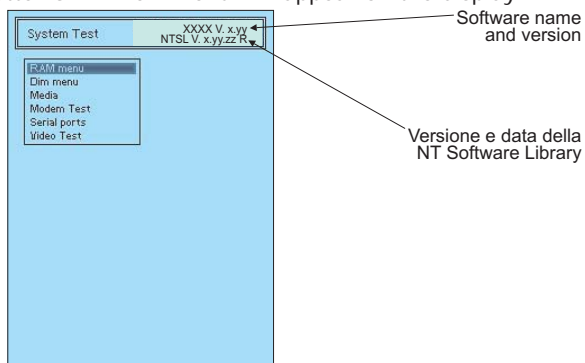 System Test
XXXX V. x.yy
NTSL V. x.yy.zz R
Software name
and version
RAM menu
Dim menu
Media
Modem Test
Serial ports
Video Test
Versione e data della
NT Software Library